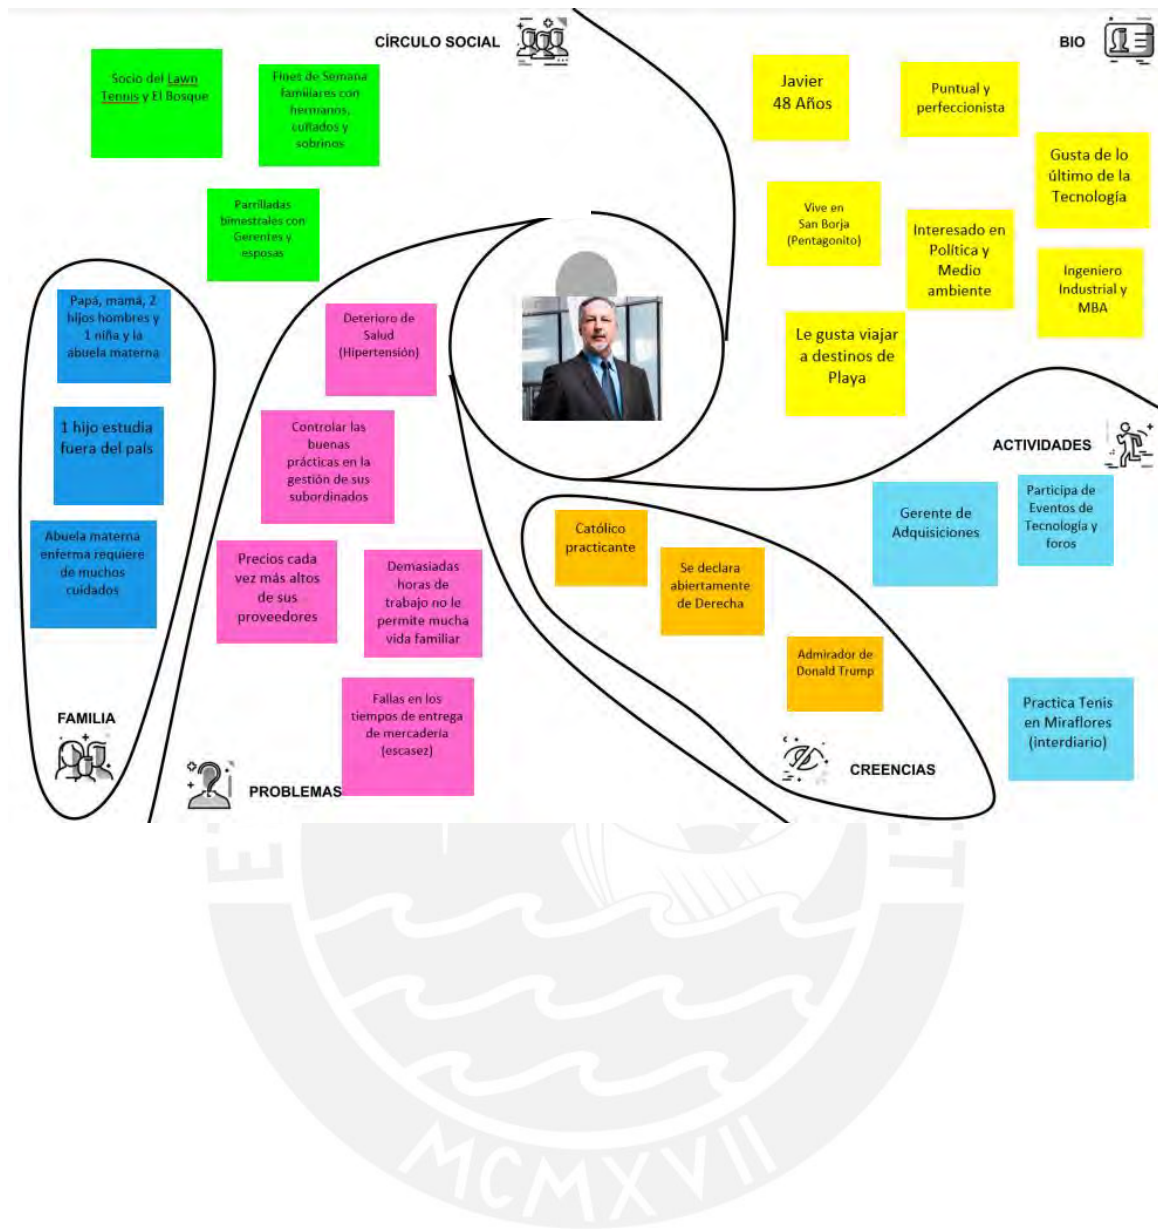 CÍRCULO SOCIAL
Socio del Lawn
Tennis y El Bosque
Fines de Semana
familiares con
hermanos,
cuñados y
sobrinos
Parrilladas
bimestrales con
Gerentes y
esposas
BIO
Javier
48 Años
Puntual y
perfeccionista
Gusta de lo
último de la
Tecnología
Vive en
San Borja
(Pentagonito)
Interesado en
Política y
Medio
ambiente
Ingeniero
Industrial y
MBA
Le gusta viajar
a destinos de
Playa
Papá, mamá, 2
hijos hombres y
1 niña y la
abuela materna
1 hijo estudia
fuera del país
Abuela materna
enferma requiere
de muchos
cuidados
FAMILIA
Deterioro de
Salud
(Hipertensión)
Controlar las
buenas
prácticas en la
gestión de sus
subordinados
Precios cada
vez más altos
de sus
proveedores
Demasiadas
horas de
trabajo no le
permite mucha
vida familiar
Fallas en los
tiempos de entrega
de mercadería
(escasez)
PROBLEMAS
Católico
practicante
Se declara
abiertamente
de Derecha
Admirador de
Donald Trump
CREENCIAS
ACTIVIDADES
Gerente de
Adquisiciones
Participa de
Eventos de
Tecnología y
foros
Practica Tenis
en Miraflores
(interdiario)
MCMXVII